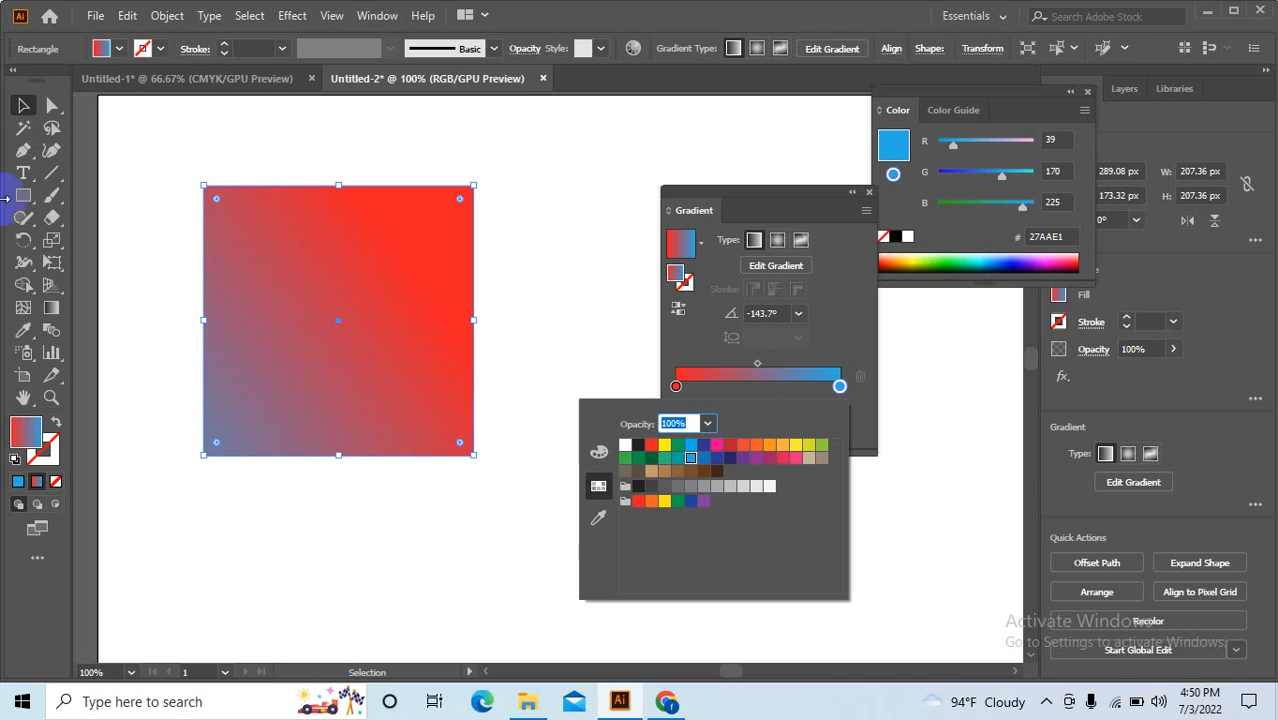 Ai File Edit Object Type Select Effect View Window Help Essentials Search Adobe Stock
Rectangle Stroke: Basic Opacity Style: Gradient Type: Edit Gradient Align Shape: Transform
Untitled-1* @ 66.67% (CMYK/GPU Preview) Untitled-2* @ 100% (RGB/GPU Preview) Layers Libraries
Color Color Guide
R 39
G 170 289.08 px W: 207.36 px
B 225 173.32 px H: 207.36 px
# 27AAE1
Gradient
Type:
Edit Gradient
Stroke:
-143.7°
Opacity: 100%
Fill
Stroke
Opacity 100%
fx
Gradient
Type:
Edit Gradient
Quick Actions
Offset Path Expand Shape
Arrange Align to Pixel Grid
Recolor
Start Global Edit
Activate Windows
Go to Settings to activate Windows.
100% 1 Selection
Type here to search Ai 94°F Cloudy 4:50 PM
7/3/2022